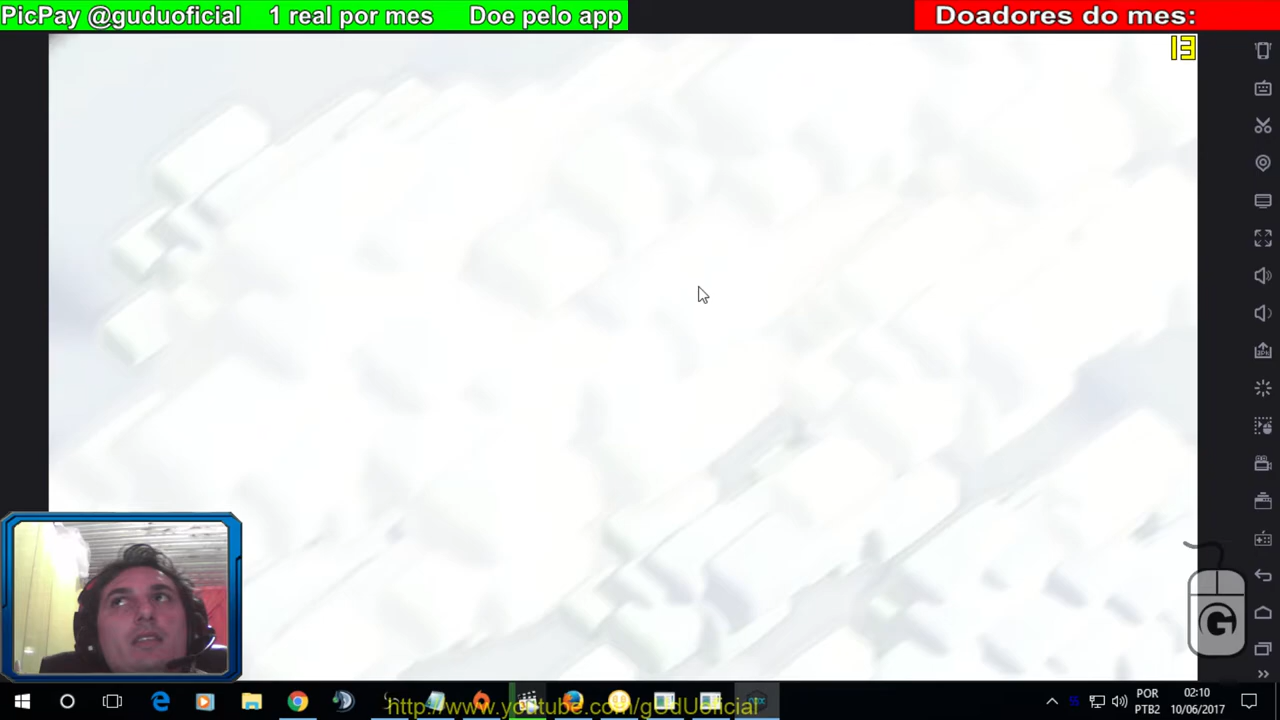 PicPay @guduoficial 1 real por mes Doe pelo app
Doadores do mes:
13
G
POR
PTB2
02:10
10/06/2017
http://www.youtube.com/gUdUoficial